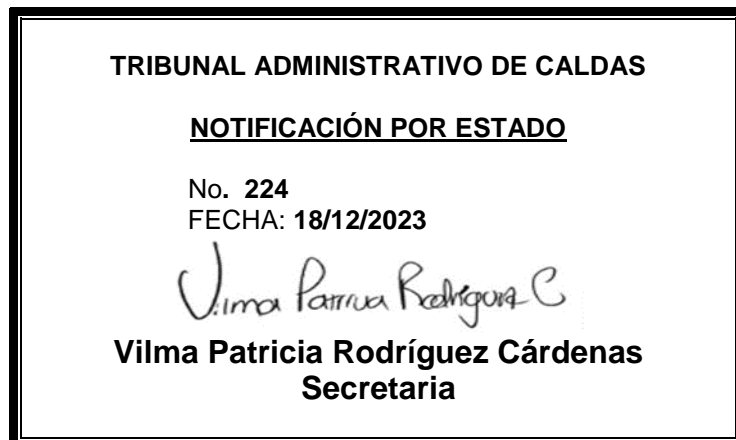 TRIBUNAL ADMINISTRATIVO DE CALDAS
NOTIFICACIÓN POR ESTADO
No. 224
FECHA: 18/12/2023
Vilma Patricia Rodríguez C
Vilma Patricia Rodríguez Cárdenas
Secretaria